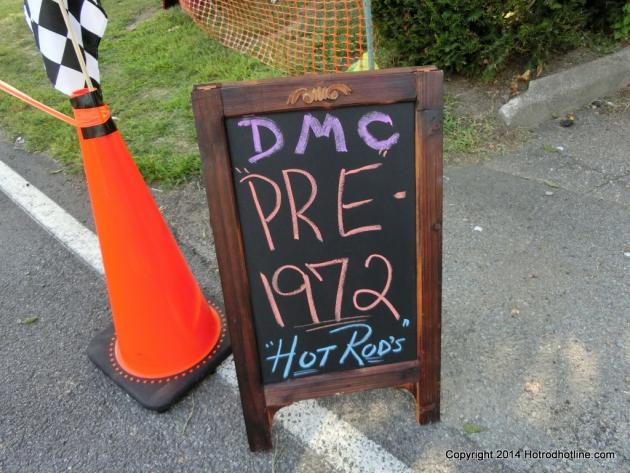 DMC
"PRE"-
1972
"HOT ROD'S"
Copyright 2014 Hotrodhotline.com